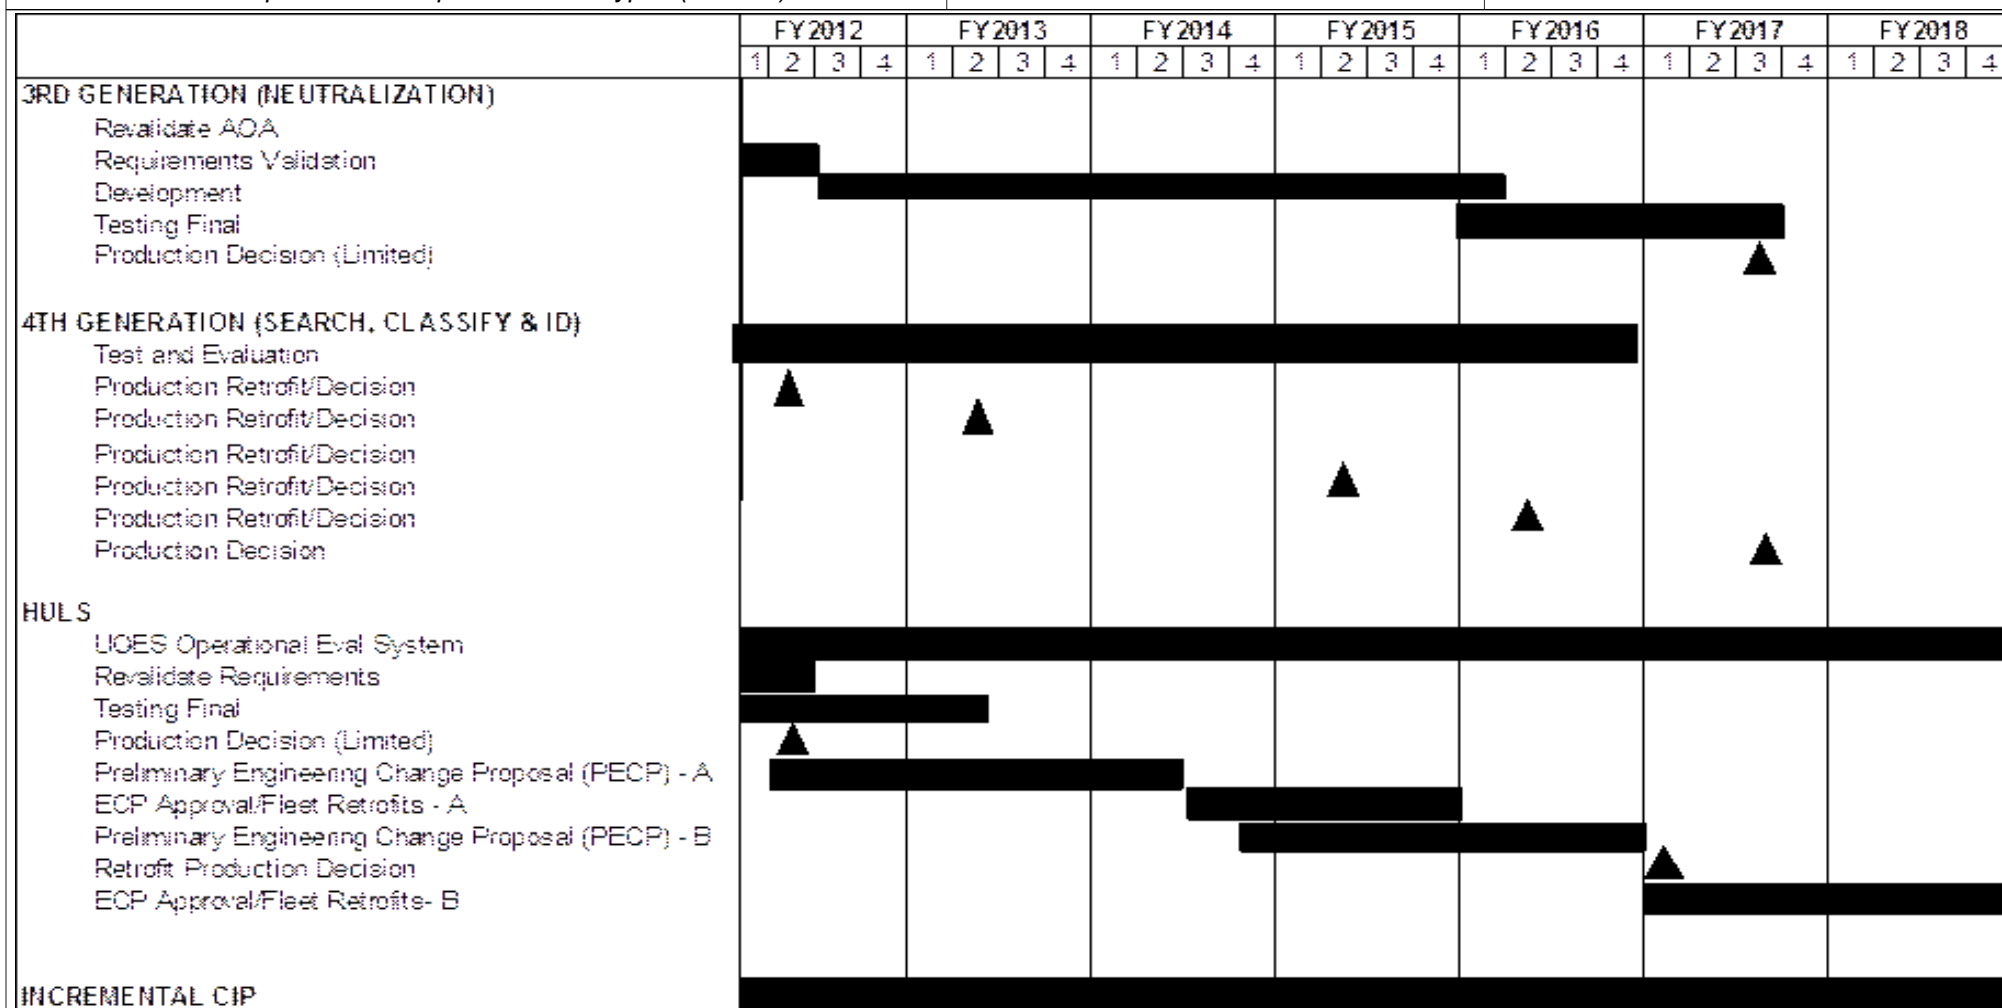 FY2012 FY2013 FY2014 FY2015 FY2016 FY2017 FY2018
1 2 3 4 1 2 3 4 1 2 3 4 1 2 3 4 1 2 3 4 1 2 3 4 1 2 3 4
3RD GENERATION (NEUTRALIZATION)
Revalidate AOA
Requirements Validation
Development
Testing Final
Production Decision (Limited)
4TH GENERATION (SEARCH, CLASSIFY & ID)
Test and Evaluation
Production Retrofit/Decision
Production Retrofit/Decision
Production Retrofit/Decision
Production Retrofit/Decision
Production Retrofit/Decision
Production Decision
HULS
UOES Operational Eval System
Revalidate Requirements
Testing Final
Production Decision (Limited)
Preliminary Engineering Change Proposal (PECP) - A
ECP Approval/Fleet Retrofits - A
Preliminary Engineering Change Proposal (PECP) - B
Retrofit Production Decision
ECP Approval/Fleet Retrofits- B
INCREMENTAL CIP